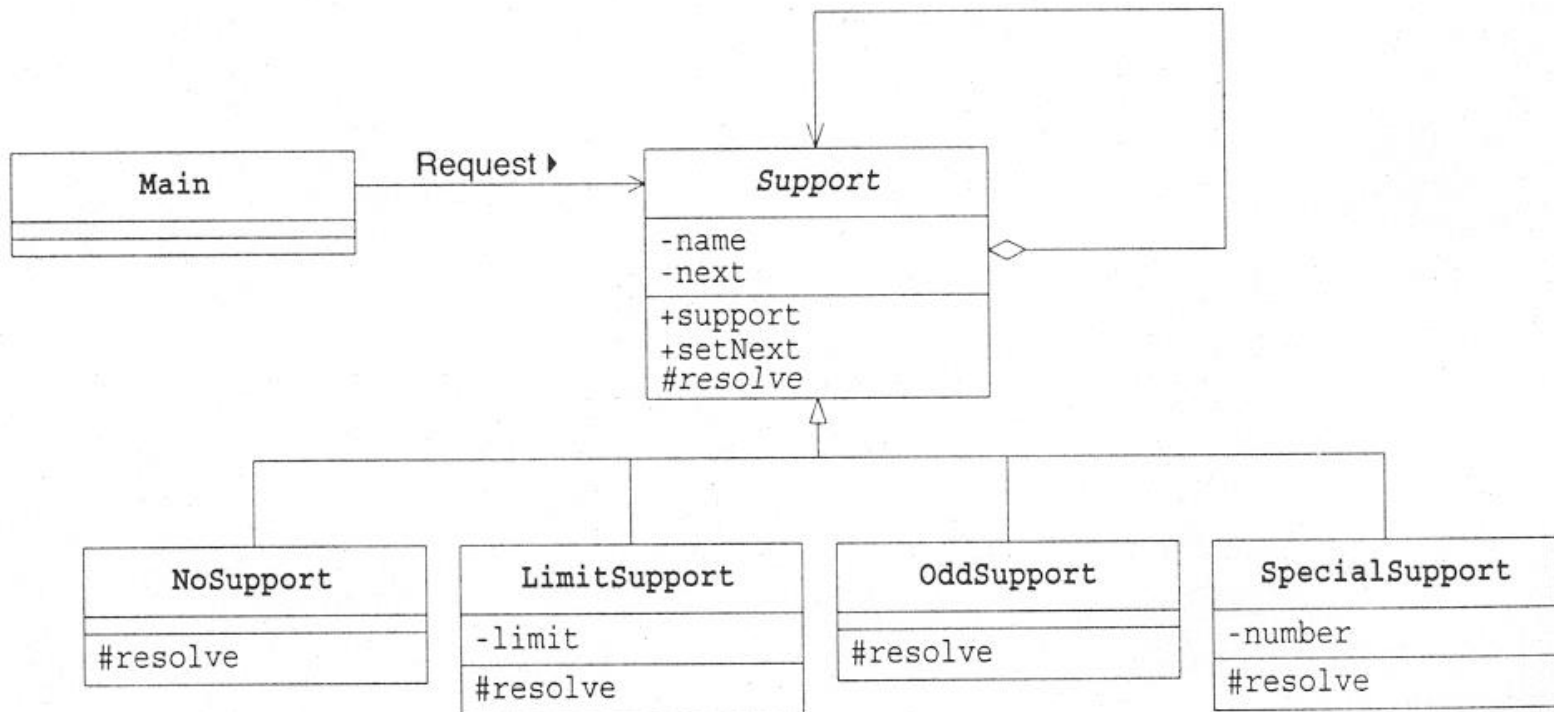 Main
Request
Support
-name
-next
+support
+setNext
#resolve
NoSupport
#resolve
LimitSupport
-limit
#resolve
OddSupport
#resolve
SpecialSupport
-number
#resolve